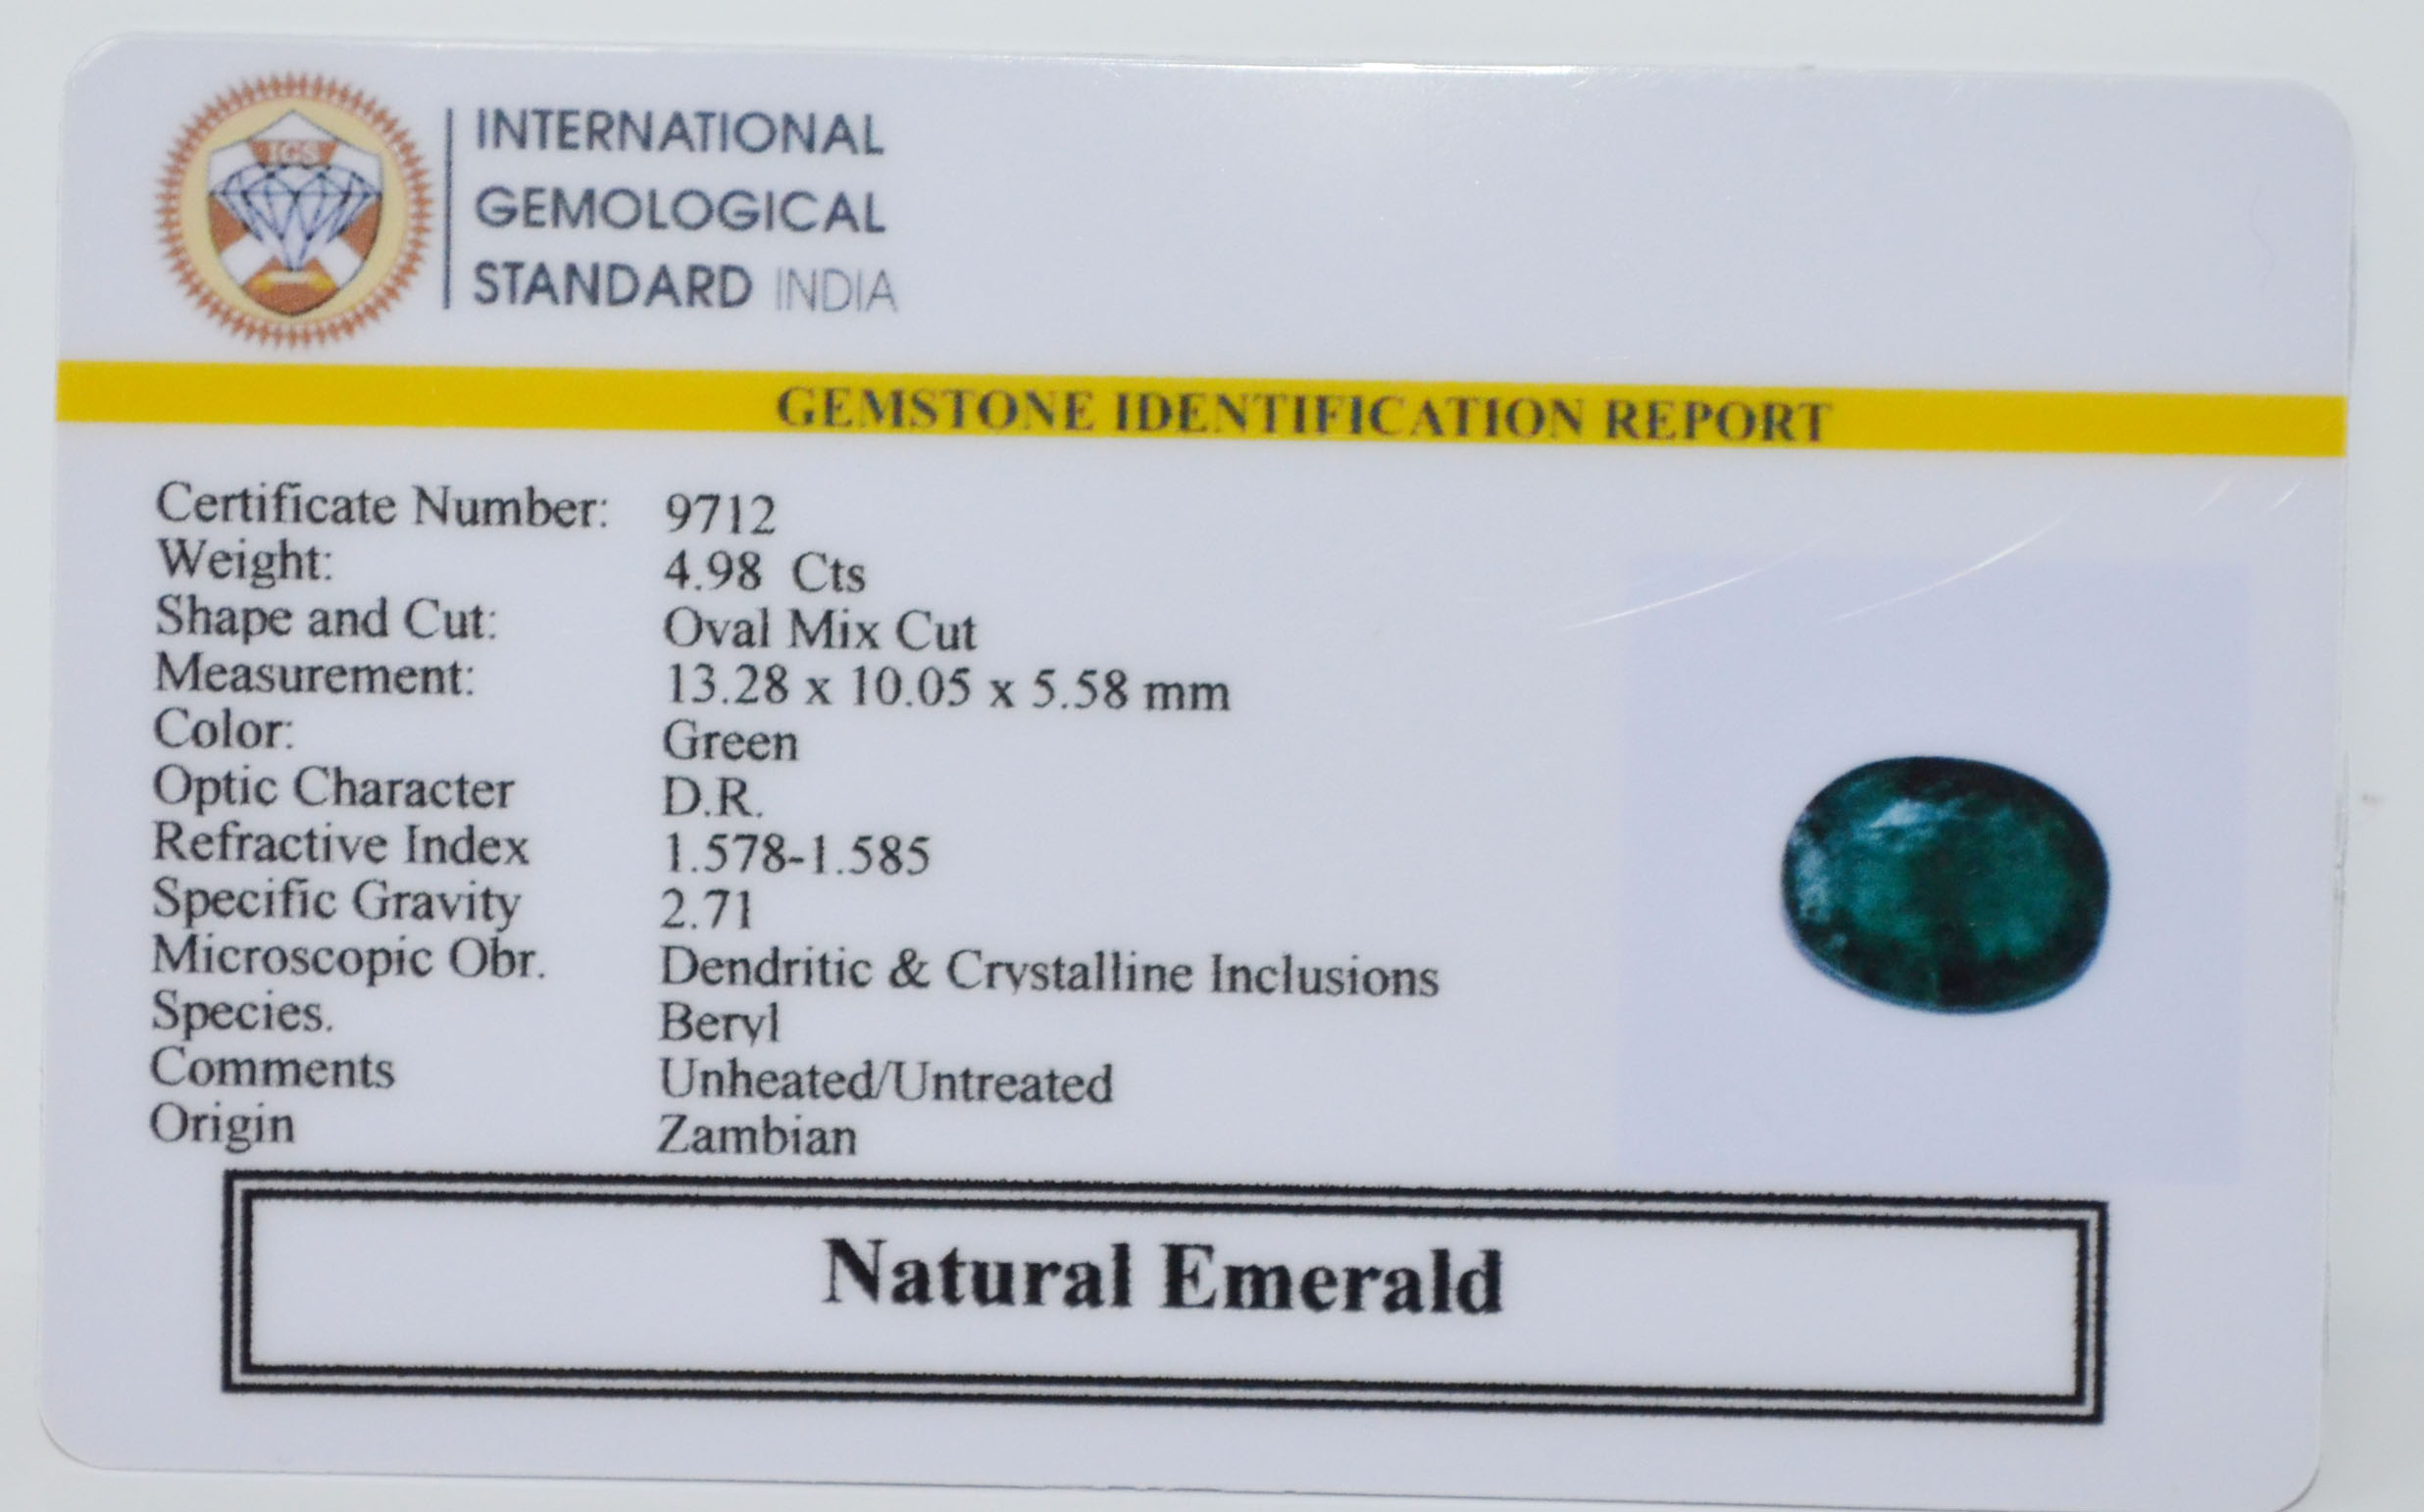 IGS
INTERNATIONAL
GEMOLOGICAL
STANDARD INDIA
GEMSTONE IDENTIFICATION REPORT
Certificate Number: 9712
Weight: 4.98 Cts
Shape and Cut: Oval Mix Cut
Measurement: 13.28 x 10.05 x 5.58 mm
Color: Green
Optic Character D.R.
Refractive Index 1.578-1.585
Specific Gravity 2.71
Microscopic Obr. Dendritic & Crystalline Inclusions
Species. Beryl
Comments Unheated/Untreated
Origin Zambian
Natural Emerald